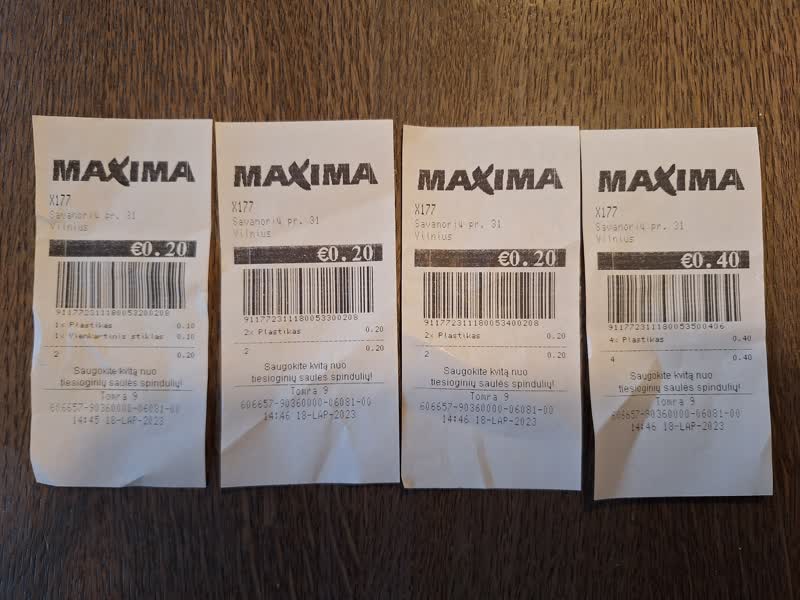 MAXIMA
X177
Savanorių pr. 31
Vilnius
€0.20
911772311180053200208
1x Plastikas 0.10
1x Vienkartinis stiklas 0.10
2 0.20
Saugokite kvitą nuo
tiesioginių saulės spindulių!
Tomra 9
606657-90360000-06081-00
14:45 18-LAP-2023
MAXIMA
X177
Savanorių pr. 31
Vilnius
€0.20
911772311180053300208
2x Plastikas 0.20
2 0.20
Saugokite kvitą nuo
tiesioginių saulės spindulių!
Tomra 9
606657-90360000-06081-00
14:46 18-LAP-2023
MAXIMA
X177
Savanorių pr. 31
Vilnius
€0.20
911772311180053400208
2x Plastikas 0.20
2 0.20
Saugokite kvitą nuo
tiesioginių saulės spindulių!
Tomra 9
606657-90360000-06081-00
14:46 18-LAP-2023
MAXIMA
X177
Savanorių pr. 31
Vilnius
€0.40
911772311180053500406
4x Plastikas 0.40
4 0.40
Saugokite kvitą nuo
tiesioginių saulės spindulių!
Tomra 9
606657-90360000-06081-00
14:46 18-LAP-2023